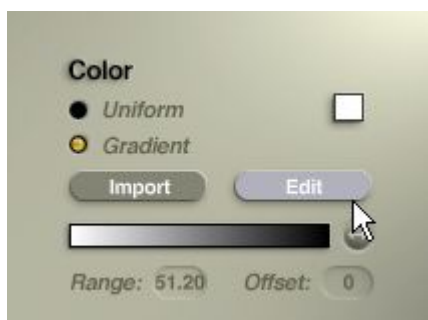 Color
Uniform
Gradient
Import Edit
Range: 51.20 Offset: 0